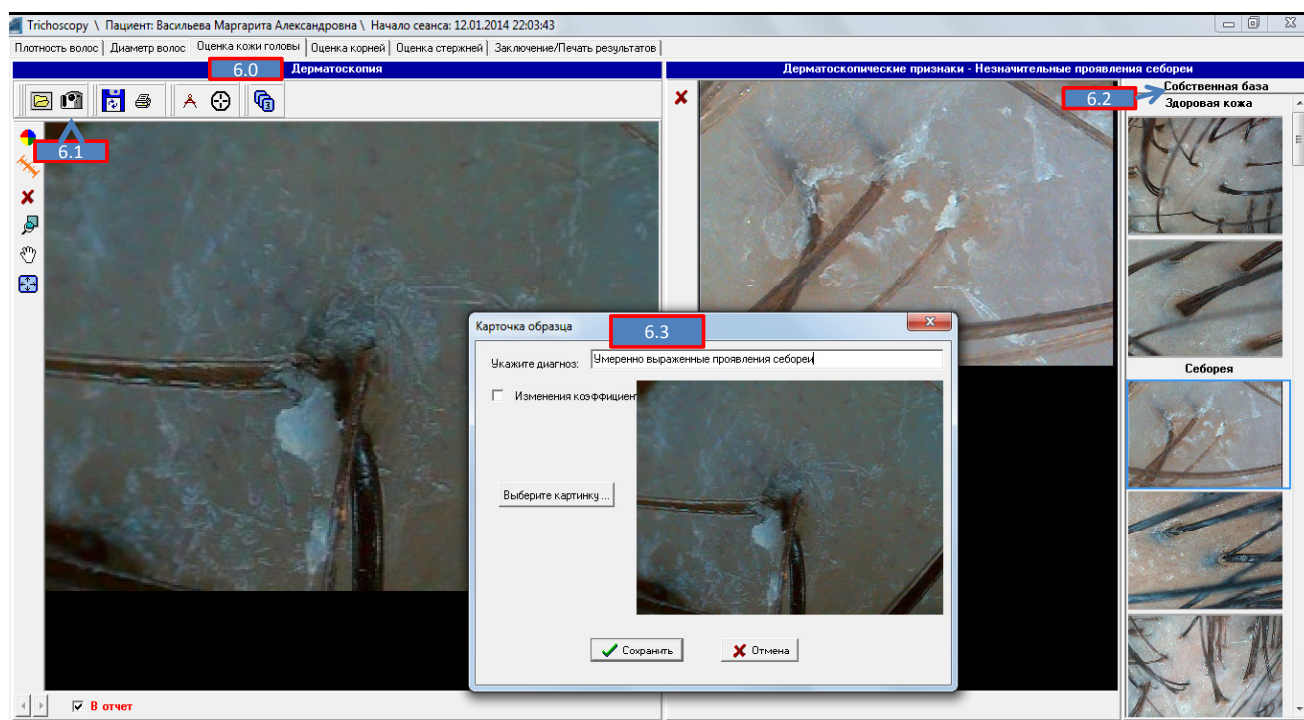 Trichoscopy \ Пациент: Васильева Маргарита Александровна \ Начало сеанса: 12.01.2014 22:03:43
Плотность волос | Диаметр волос | Оценка кожи головы | Оценка корней | Оценка стержней | Заключение/Печать результатов
6.0 Дерматоскопия
Дерматоскопические признаки - Незначительные проявления себореи
6.1
3
6.2
Собственная база
Здоровая кожа
Себорея
Карточка образца
6.3
Укажите диагноз: Умеренно выраженные проявления себореи
Изменения коэффициен
Выберите картинку ...
Сохранить
Отмена
В отчет